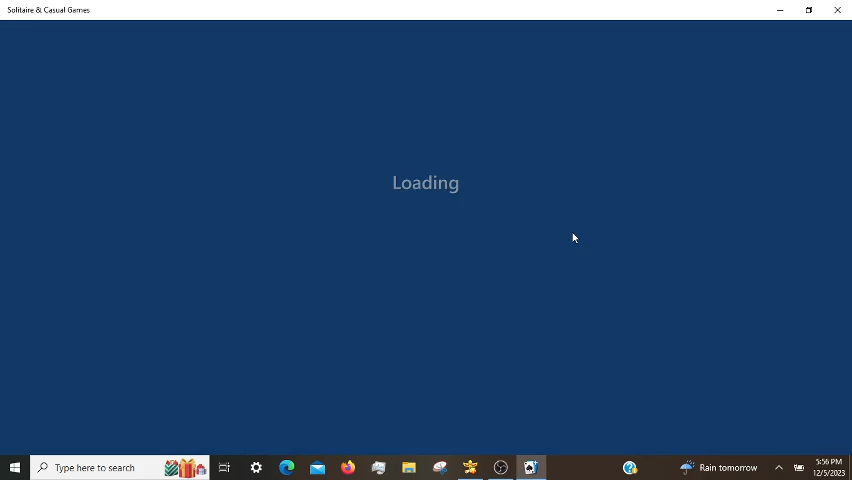 Solitaire & Casual Games
Loading
Type here to search
Rain tomorrow
5:56 PM
12/5/2023